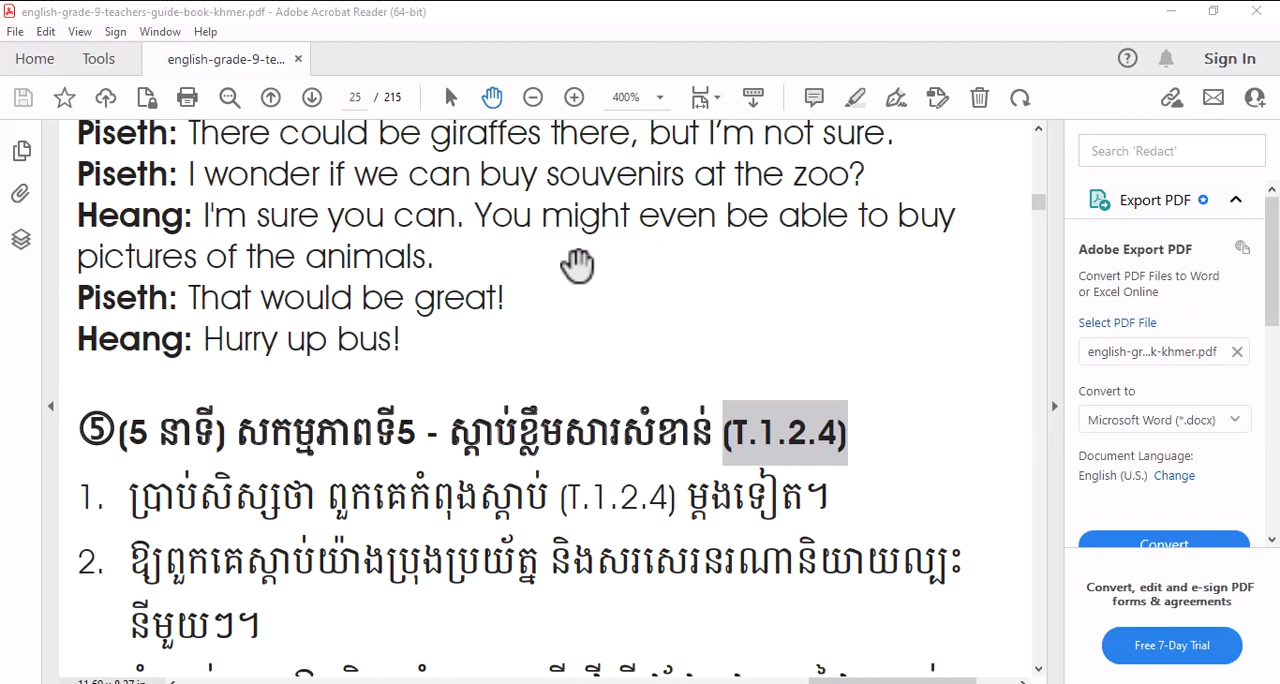 english-grade-9-teachers-guide-book-khmer.pdf - Adobe Acrobat Reader (64-bit)
File Edit View Sign Window Help
Home Tools english-grade-9-te... × Sign In
25 / 215 400%
Piseth: There could be giraffes there, but I'm not sure.
Piseth: I wonder if we can buy souvenirs at the zoo?
Heang: I'm sure you can. You might even be able to buy
pictures of the animals.
Piseth: That would be great!
Heang: Hurry up bus!
⑤(5 នាទី) សកម្មភាពទី5 - ស្តាប់ខ្លឹមសារសំខាន់ (T.1.2.4)
1. ប្រាប់សិស្សថា ពួកគេកំពុងស្តាប់ (T.1.2.4) ម្តងទៀត។
2. ឱ្យពួកគេស្តាប់យ៉ាងប្រុងប្រយ័ត្ន និងសរសេរនរណានិយាយល្បះ
នីមួយៗ។
Search 'Redact'
Export PDF
Adobe Export PDF
Convert PDF Files to Word
or Excel Online
Select PDF File
english-gr...k-khmer.pdf
Convert to
Microsoft Word (*.docx)
Document Language:
English (U.S.) Change
Convert
Convert, edit and e-sign PDF
forms & agreements
Free 7-Day Trial